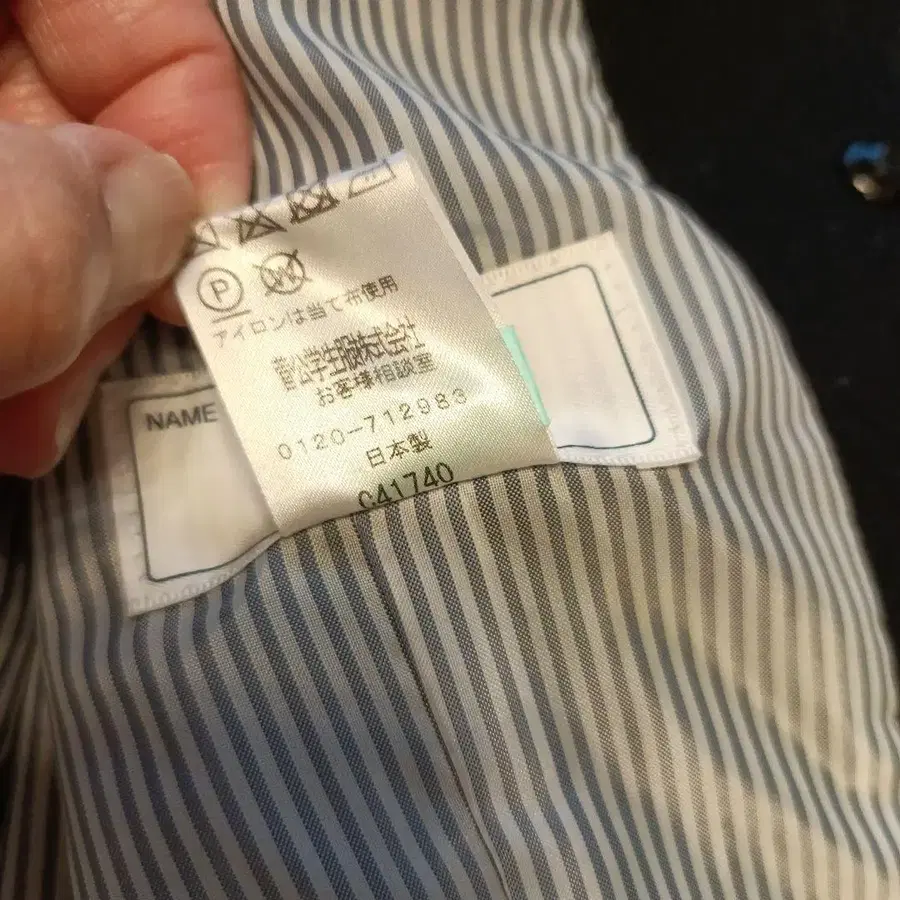 P
W
アイロンは当て布使用
菅公学生服株式会社
お客様相談室
0120-712983
日本製
C41740
NAME